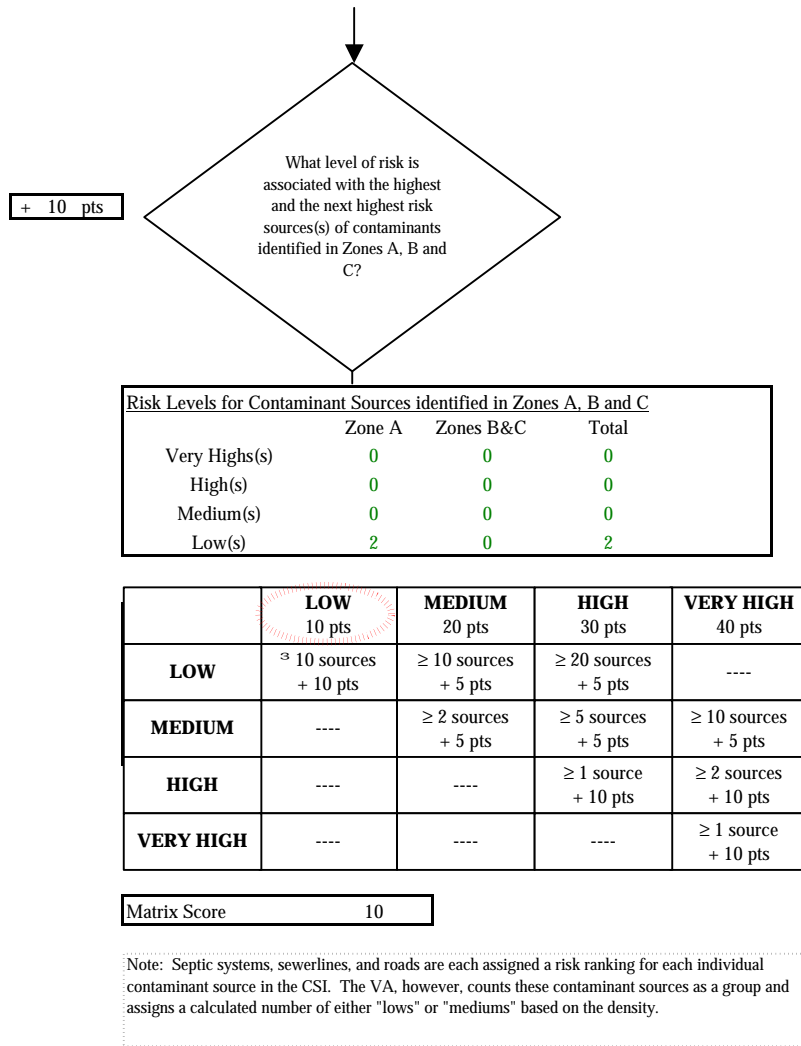 What level of risk is
associated with the highest
+ 10 pts
and the next highest risk
sources(s) of contaminants
identified in Zones A, B and
C?
Risk Levels for Contaminant Sources identified in Zones A, B and C
Zone A Zones B&C Total
Very Highs(s) 0 0 0
High(s) 0 0 0
Medium(s) 0 0 0
Low(s) 2 0 2
LOW MEDIUM HIGH VERY HIGH
10 pts 20 pts 30 pts 40 pts
LOW ³ 10 sources ≥ 10 sources ≥ 20 sources ----
+ 10 pts + 5 pts + 5 pts
MEDIUM ---- ≥ 2 sources ≥ 5 sources ≥ 10 sources
+ 5 pts + 5 pts + 5 pts
HIGH ---- ---- ≥ 1 source ≥ 2 sources
+ 10 pts + 10 pts
VERY HIGH ---- ---- ---- ≥ 1 source
+ 10 pts
Matrix Score 10
Note: Septic systems, sewerlines, and roads are each assigned a risk ranking for each individual
contaminant source in the CSI. The VA, however, counts these contaminant sources as a group and
assigns a calculated number of either "lows" or "mediums" based on the density.